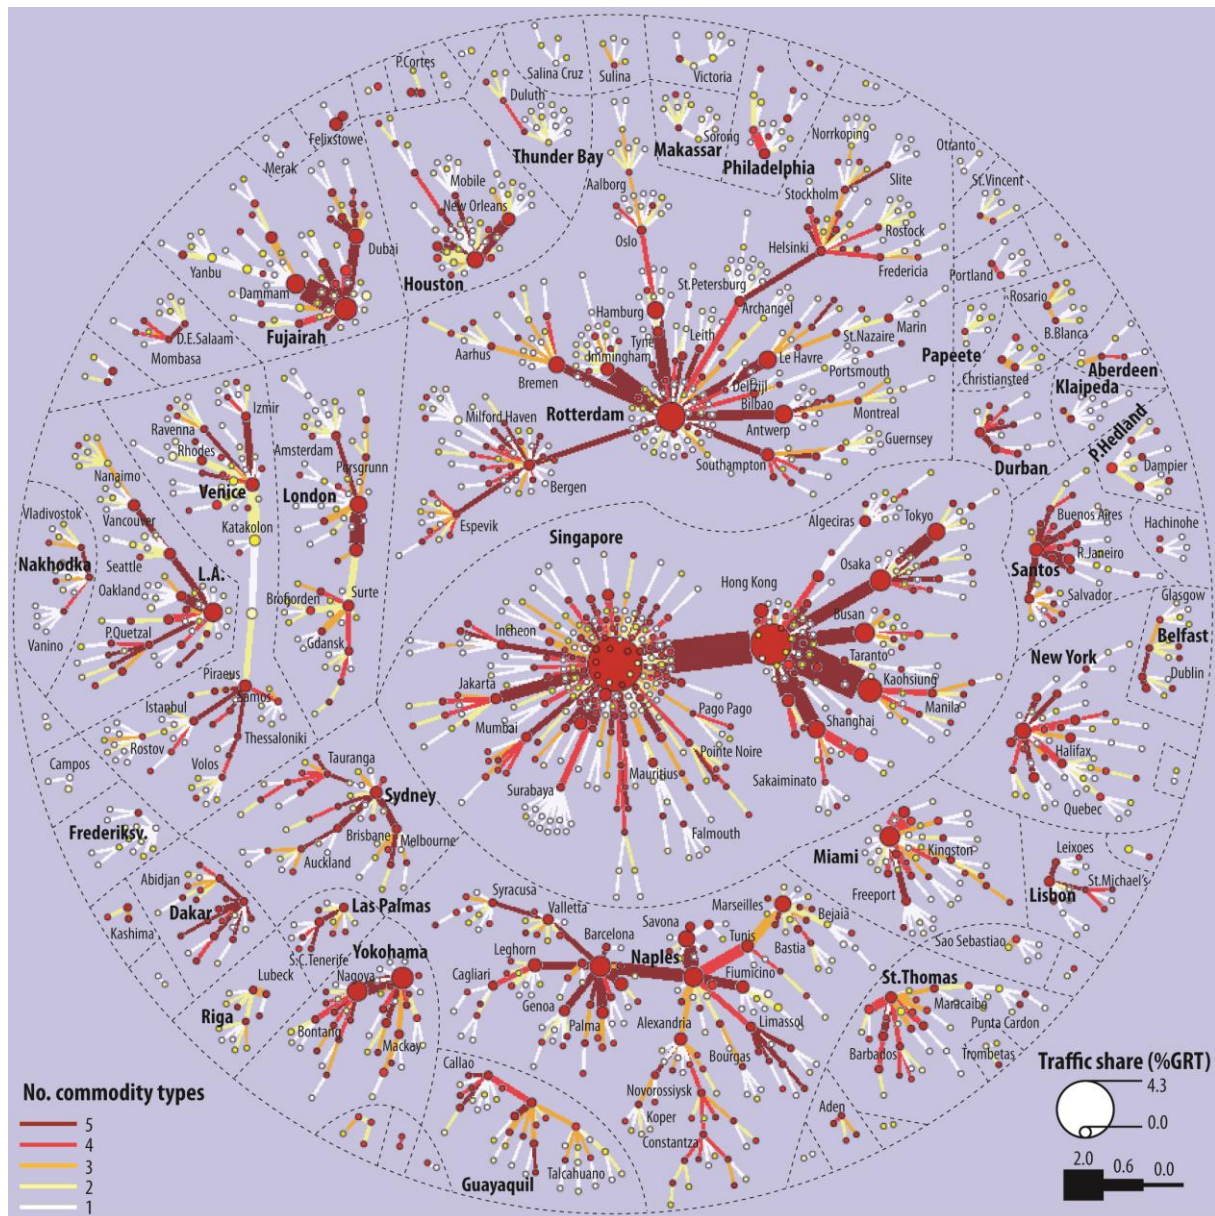 P.Cortes
Salina Cruz
Sulina
Victoria
Duluth
Felixstowe
Merak
Thunder Bay
Makassar
Sorong
Philadelphia
Norrkoping
Otranto
Stockholm
Slite
St.Vincent
Mobile
New Orleans
Aalborg
Oslo
Helsinki
Rostock
Fredericia
Dubai
Yanbu
Dammam
Houston
Fujairah
St.Petersburg
Archangel
Portland
Rosario
B.Blanca
Hamburg
Tyne
Leith
St.Nazaire
Marin
D.E.Salaam
Mombasa
Aarhus
Immingham
Bremen
Le Havre
Portsmouth
Papeete
Christiansted
Aberdeen
Klaipeda
Delfzijl
Bilbao
Antwerp
Montreal
Rotterdam
Izmir
Ravenna
Rhodes
Milford Haven
Amsterdam
Porsgrunn
Guernsey
Southampton
Bergen
Durban
P.Hedland
Dampier
Nanaimo
Venice
London
Vancouver
Vladivostok
Katakolon
Espevik
Algeciras
Tokyo
Buenos Aires
Hachinohe
R.Janeiro
Nakhodka
Seattle
L.A.
Oakland
Singapore
Osaka
Santos
Salvador
Hong Kong
Brofjorden
Surte
Glasgow
Belfast
Dublin
P.Quetzal
Gdansk
Incheon
Busan
Taranto
Vanino
New York
Piraeus
Samos
Jakarta
Kaohsiung
Manila
Istanbul
Mumbai
Pago Pago
Shanghai
Rostov
Thessaloniki
Pointe Noire
Halifax
Campos
Volos
Tauranga
Mauritius
Sakaiminato
Surabaya
Quebec
Sydney
Falmouth
Frederiksv.
Brisbane
Melbourne
Auckland
Miami
Kingston
Leixoes
Abidjan
Freeport
St.Michael's
Lisbon
Dakar
Las Palmas
Syracusa
Valletta
Marseilles
Kashima
Savona
Bejaia
Barcelona
Tunis
Bastia
Sao Sebastiao
S.C.Tenerife
Yokohama
Leghorn
Naples
Lubeck
Nagoya
Cagliari
Fiumicino
St.Thomas
Maracaibo
Genoa
Palma
Alexandria
Limassol
Punta Cardon
Riga
Bontang
Mackay
Bourgas
Barbados
Trombetas
Callao
Novorossiysk
Koper
Constantza
Aden
Talcahuano
Guayaquil
No. commodity types
5
4
3
2
1
Traffic share (%GRT)
4.3
0.0
2.0 0.6 0.0